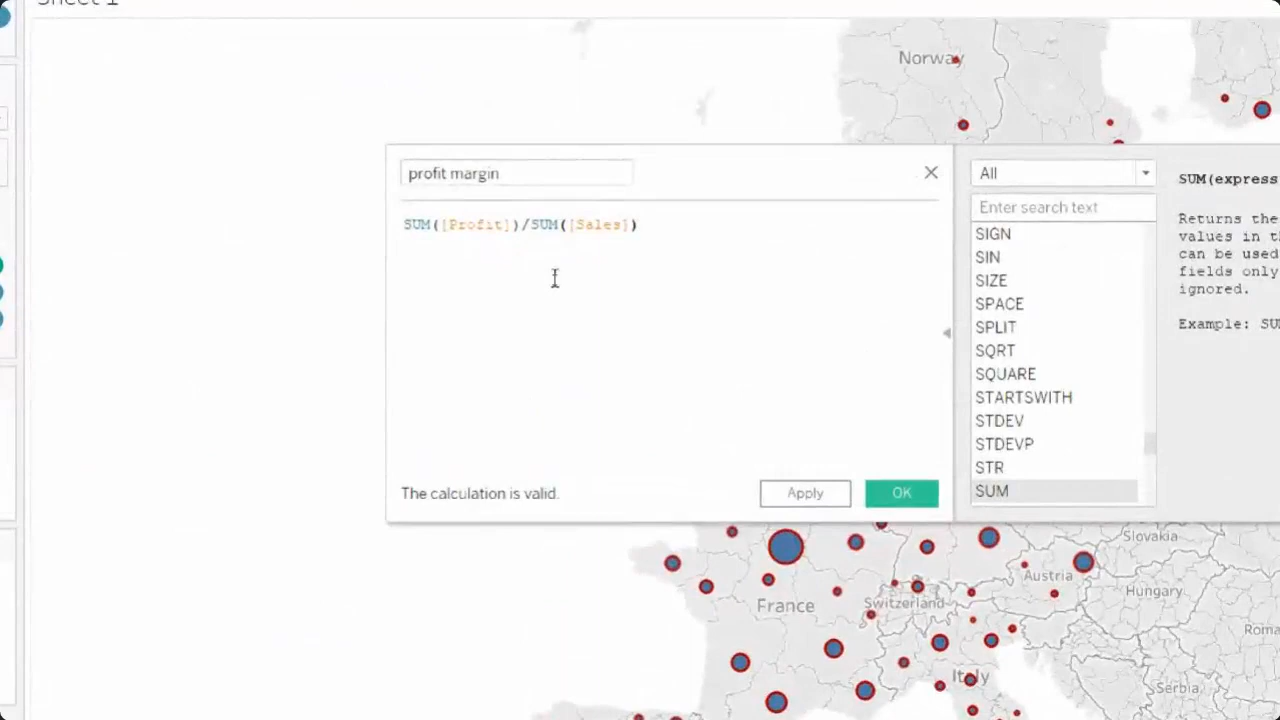 Sheet 1
Norway
profit margin
All
SUM(express
SUM([Profit])/SUM([Sales])
Enter search text
Returns the
values in th
can be used
fields only
ignored.
Example: SU
SIGN
SIN
SIZE
SPACE
SPLIT
SQRT
SQUARE
STARTSWITH
STDEV
STDEVP
STR
SUM
The calculation is valid.
Apply
OK
Slovakia
Austria
Hungary
France
Switzerland
Roma
Italy
Serbia